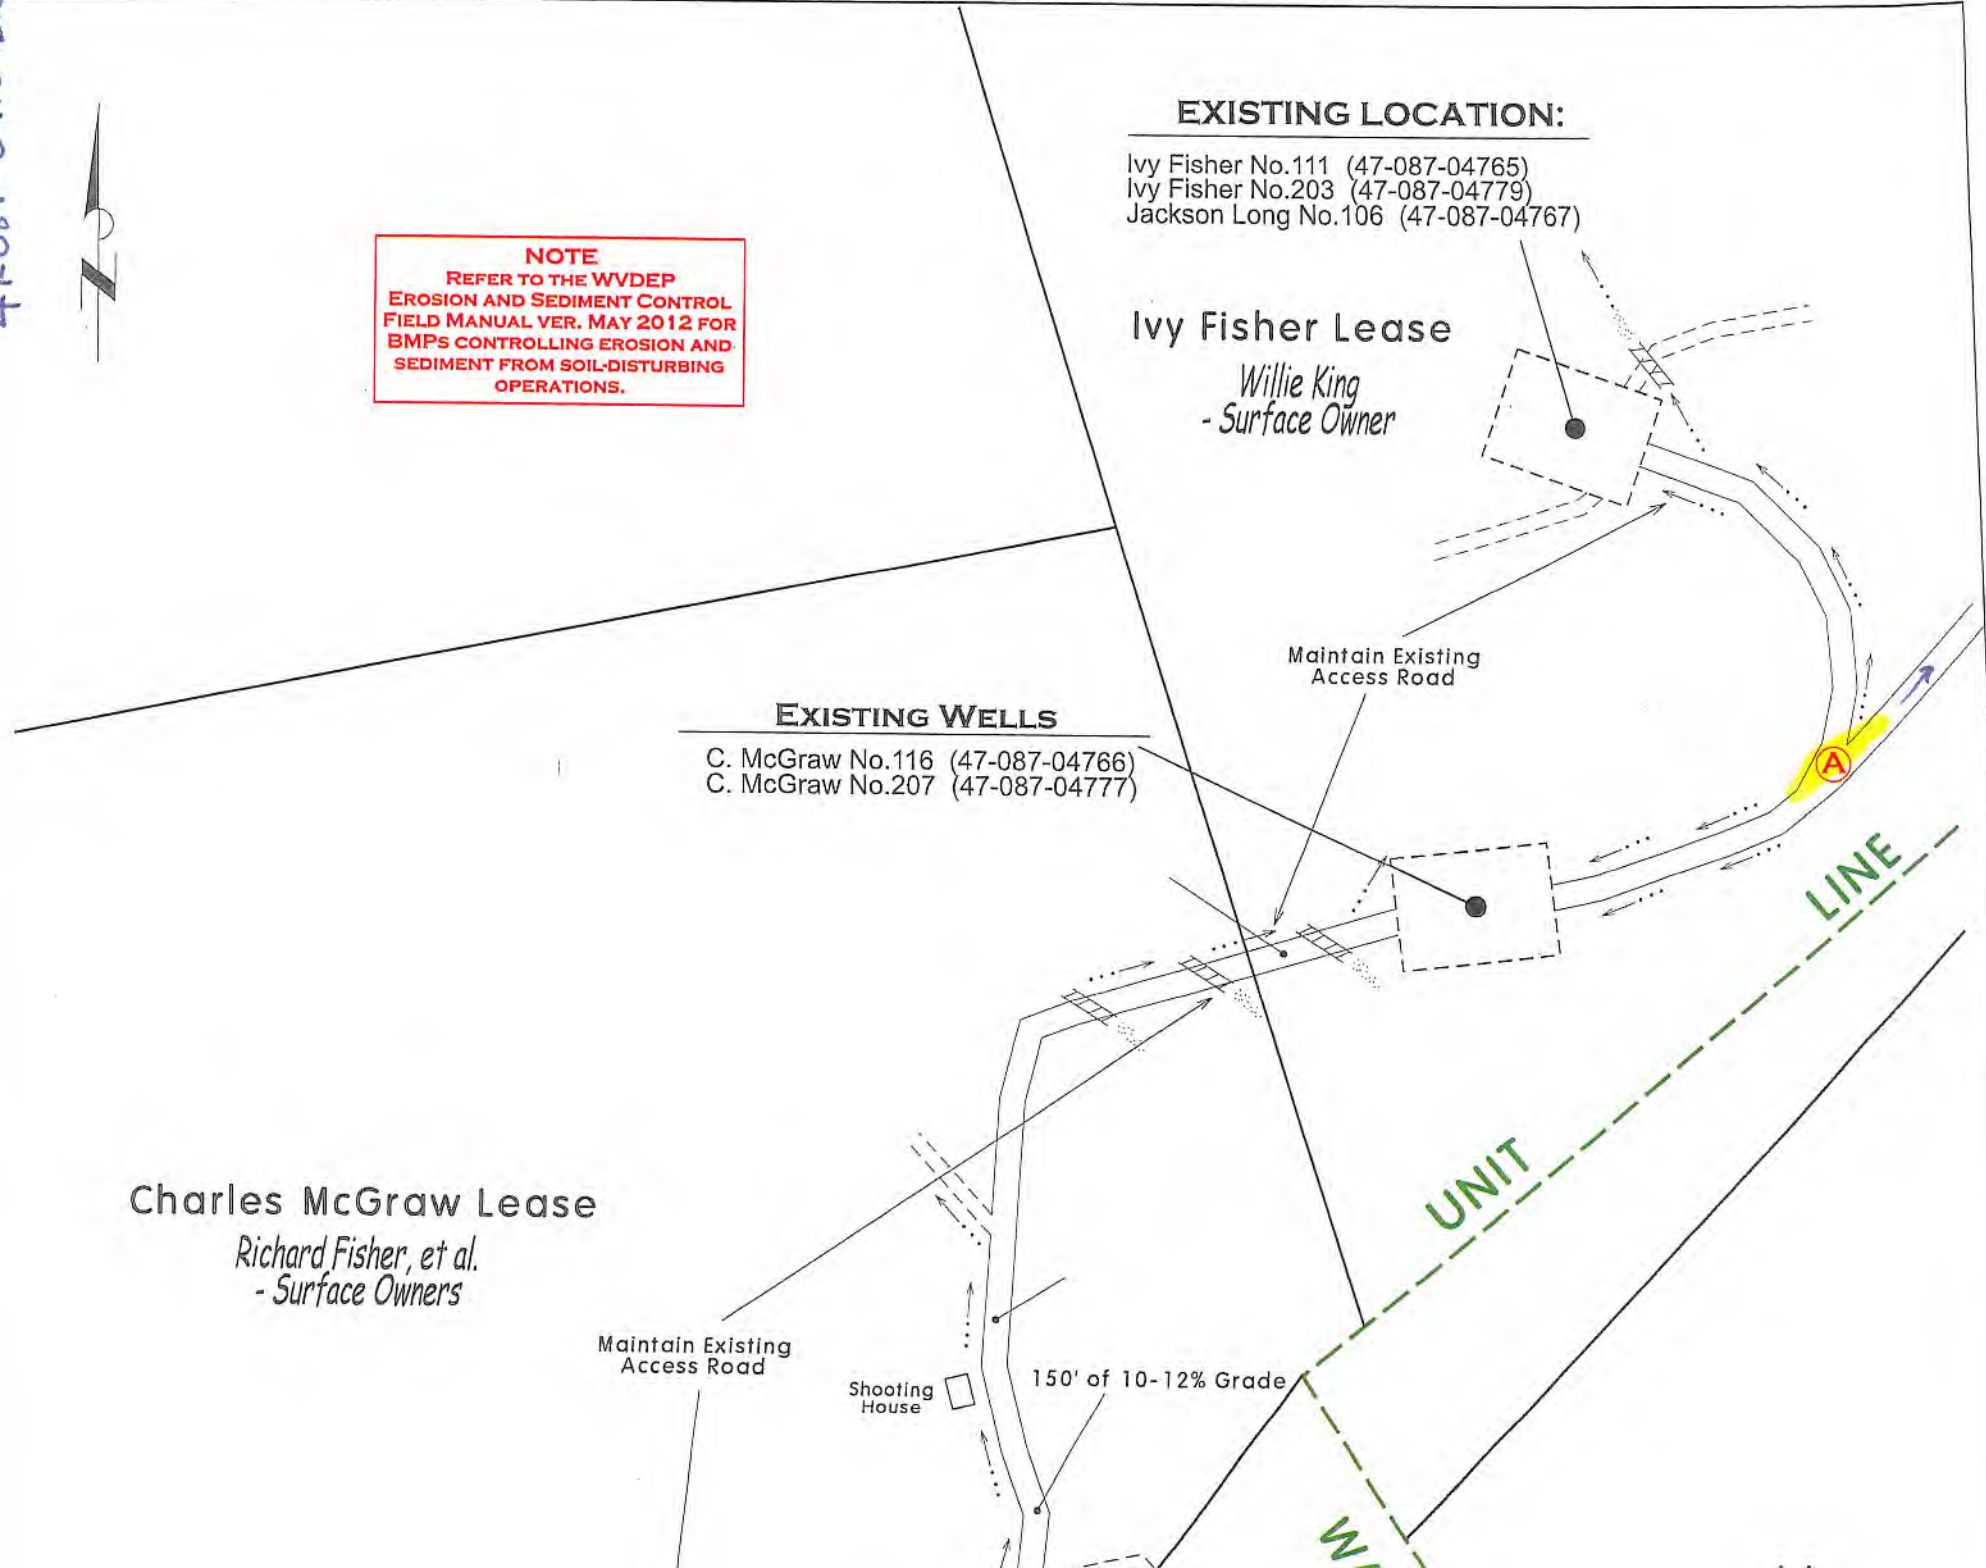 EXISTING LOCATION:
Ivy Fisher No.111 (47-087-04765)
Ivy Fisher No.203 (47-087-04779)
Jackson Long No.106 (47-087-04767)
NOTE
REFER TO THE WVDEP
EROSION AND SEDIMENT CONTROL
FIELD MANUAL VER. MAY 2012 FOR
BMPS CONTROLLING EROSION AND
SEDIMENT FROM SOIL-DISTURBING
OPERATIONS.
Ivy Fisher Lease
Willie King
- Surface Owner
Maintain Existing
Access Road
EXISTING WELLS
C. McGraw No.116 (47-087-04766)
C. McGraw No.207 (47-087-04777)
A
UNIT LINE
Charles McGraw Lease
Richard Fisher, et al.
- Surface Owners
Maintain Existing
Access Road
Shooting
House
150' of 10-12% Grade